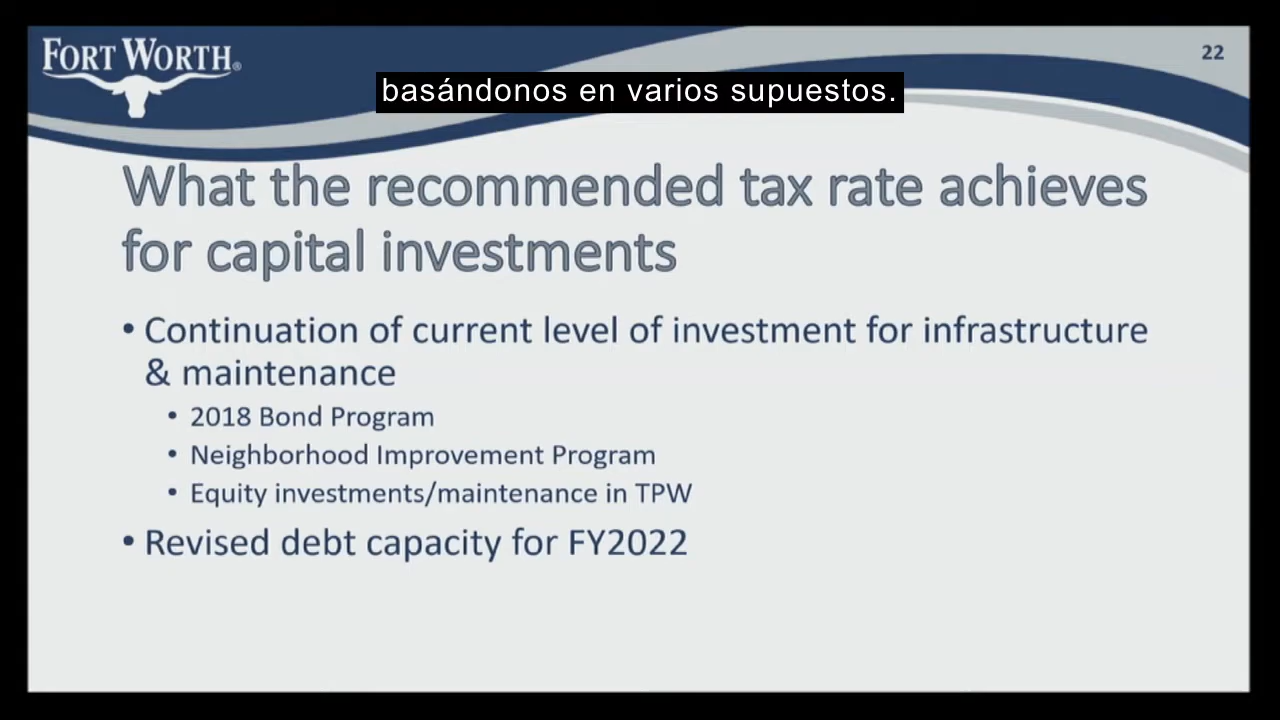 FORT WORTH®
22
basándonos en varios supuestos.
What the recommended tax rate achieves
for capital investments
• Continuation of current level of investment for infrastructure
& maintenance
• 2018 Bond Program
• Neighborhood Improvement Program
• Equity investments/maintenance in TPW
• Revised debt capacity for FY2022